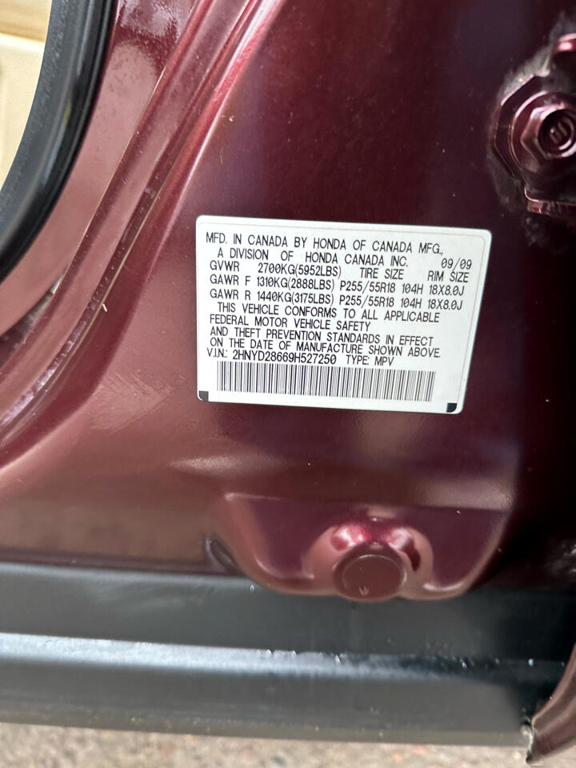 MFD. IN CANADA BY HONDA OF CANADA MFG.,
A DIVISION OF HONDA CANADA INC. 09/09
GVWR 2700KG(5952LBS) TIRE SIZE RIM SIZE
GAWR F 1310KG(2888LBS) P255/55R18 104H 18X8.0J
GAWR R 1440KG(3175LBS) P255/55R18 104H 18X8.0J
THIS VEHICLE CONFORMS TO ALL APPLICABLE
FEDERAL MOTOR VEHICLE SAFETY
AND THEFT PREVENTION STANDARDS IN EFFECT
ON THE DATE OF MANUFACTURE SHOWN ABOVE.
V.I.N.: 2HNYD28669H527250 TYPE: MPV